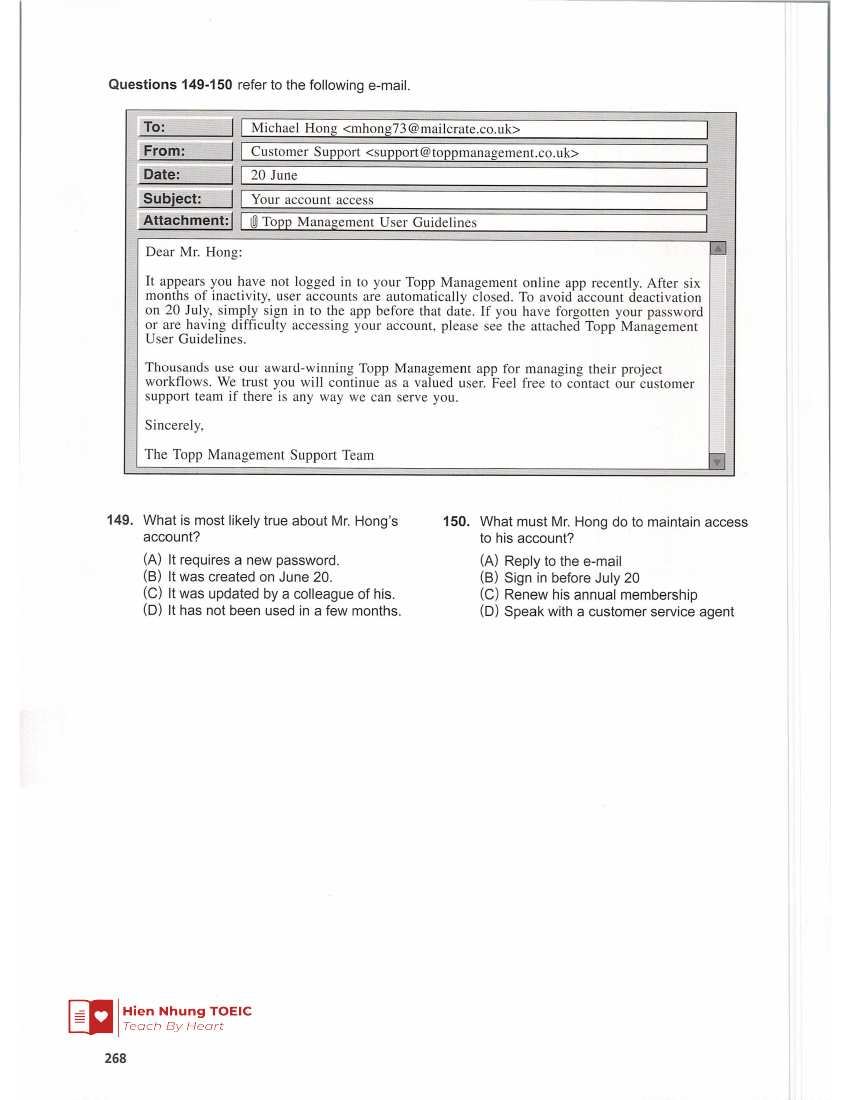 Questions 149-150 refer to the following e-mail.
To: Michael Hong <mhong73@mailcrate.co.uk>
From: Customer Support <support@toppmanagement.co.uk>
Date: 20 June
Subject: Your account access
Attachment: Topp Management User Guidelines
Dear Mr. Hong:
It appears you have not logged in to your Topp Management online app recently. After six
months of inactivity, user accounts are automatically closed. To avoid account deactivation
on 20 July, simply sign in to the app before that date. If you have forgotten your password
or are having difficulty accessing your account, please see the attached Topp Management
User Guidelines.
Thousands use our award-winning Topp Management app for managing their project
workflows. We trust you will continue as a valued user. Feel free to contact our customer
support team if there is any way we can serve you.
Sincerely,
The Topp Management Support Team
149. What is most likely true about Mr. Hong's
account?
(A) It requires a new password.
(B) It was created on June 20.
(C) It was updated by a colleague of his.
(D) It has not been used in a few months.
150. What must Mr. Hong do to maintain access
to his account?
(A) Reply to the e-mail
(B) Sign in before July 20
(C) Renew his annual membership
(D) Speak with a customer service agent
Hien Nhung TOEIC
Teach By Heart
268